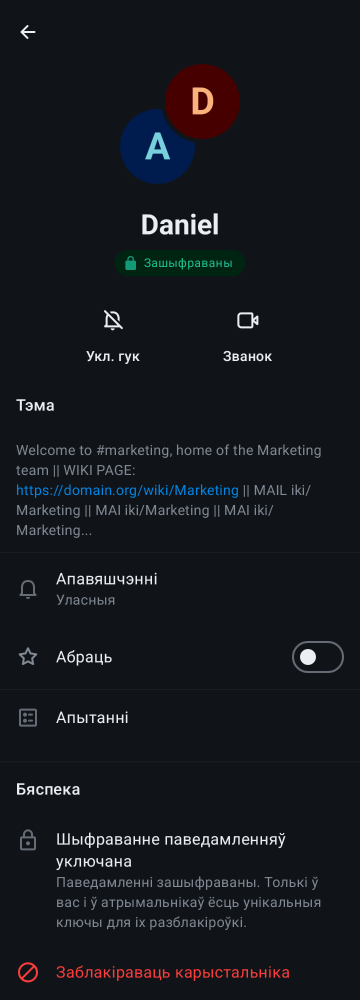 D
A
Daniel
Зашыфраваны
Укл. гук
Званок
Тэма
Welcome to #marketing, home of the Marketing
team || WIKI PAGE:
https://domain.org/wiki/Marketing || MAIL iki/
Marketing || MAI iki/Marketing || MAI iki/
Marketing...
Апавяшчэнні
Уласныя
Абраць
Апытанні
Бяспека
Шыфраванне паведамленняў
уключана
Паведамленні зашыфраваны. Толькі ў
вас і ў атрымальнікаў ёсць унікальныя
ключы для іх разблакіроўкі.
Заблакіраваць карыстальніка